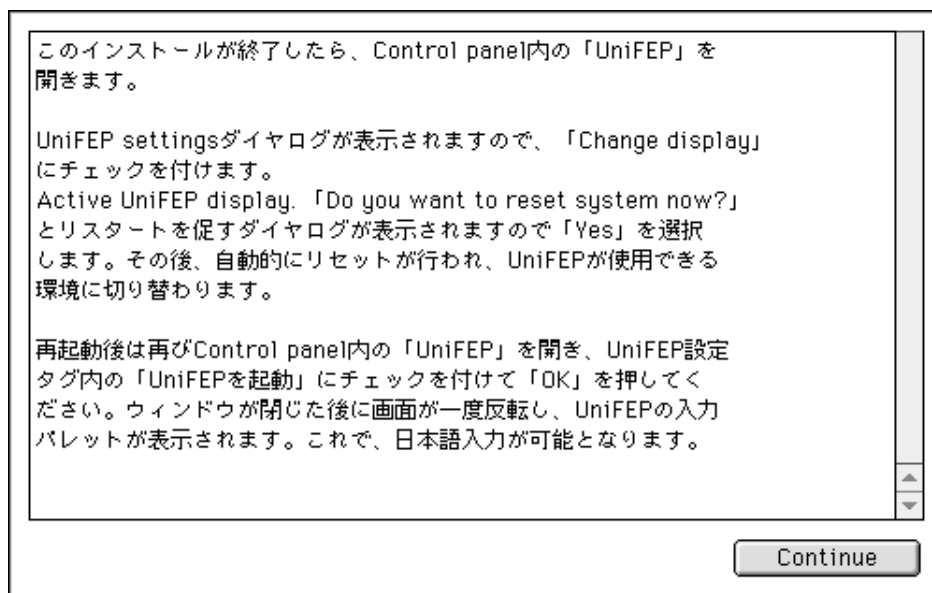 このインストールが終了したら、Control panel内の「UniFEP」を
開きます。
UniFEP settingsダイヤログが表示されますので、「Change display」
にチェックを付けます。
Active UniFEP display.「Do you want to reset system now?」
とリスタートを促すダイヤログが表示されますので「Yes」を選択
します。その後、自動的にリセットが行われ、UniFEPが使用できる
環境に切り替わります。
再起動後は再びControl panel内の「UniFEP」を開き、UniFEP設定
タグ内の「UniFEPを起動」にチェックを付けて「OK」を押してく
ださい。ウィンドウが閉じた後に画面が一度反転し、UniFEPの入力
パレットが表示されます。これで、日本語入力が可能となります。
Continue